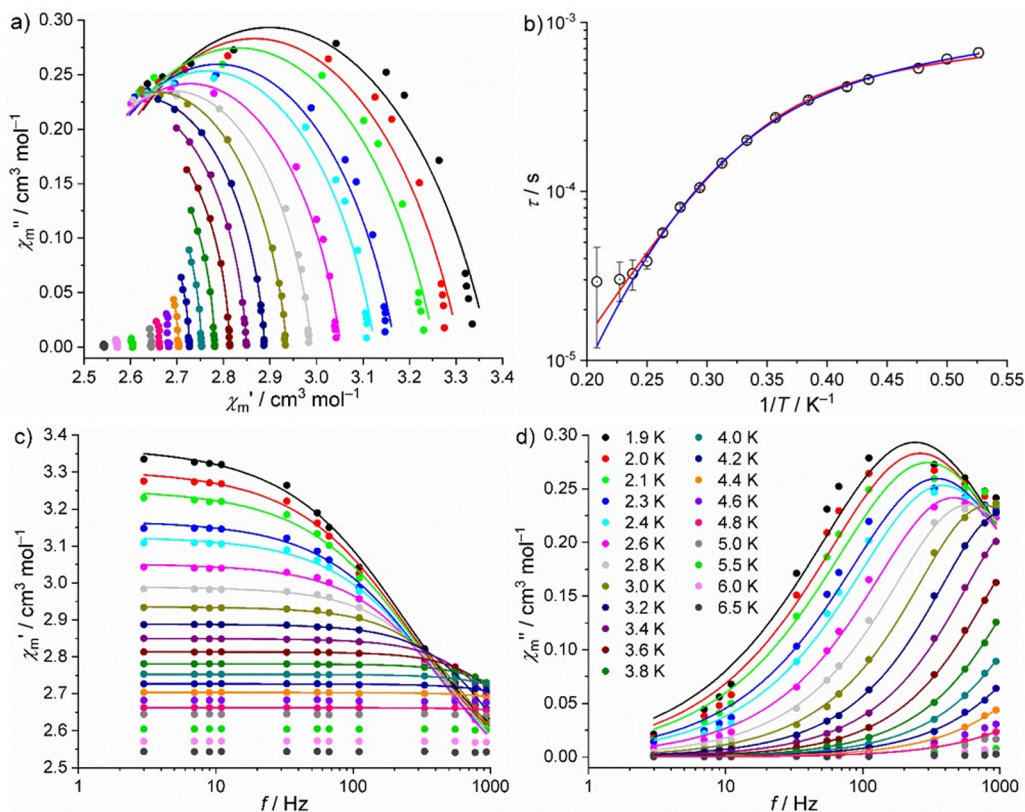 a)
0.30
0.25
0.20
0.15
0.10
0.05
0.00
χm'' / cm³ mol⁻¹
2.5 2.6 2.7 2.8 2.9 3.0 3.1 3.2 3.3 3.4
χm' / cm³ mol⁻¹
b)
10⁻³
10⁻⁴
10⁻⁵
τ / s
0.20 0.25 0.30 0.35 0.40 0.45 0.50 0.55
1/T / K⁻¹
c)
3.4
3.3
3.2
3.1
3.0
2.9
2.8
2.7
2.6
2.5
χm' / cm³ mol⁻¹
1 10 100 1000
f / Hz
d)
0.30
0.25
0.20
0.15
0.10
0.05
0.00
χm'' / cm³ mol⁻¹
1.9 K
2.0 K
2.1 K
2.3 K
2.4 K
2.6 K
2.8 K
3.0 K
3.2 K
3.4 K
3.6 K
3.8 K
4.0 K
4.2 K
4.4 K
4.6 K
4.8 K
5.0 K
5.5 K
6.0 K
6.5 K
1 10 100 1000
f / Hz